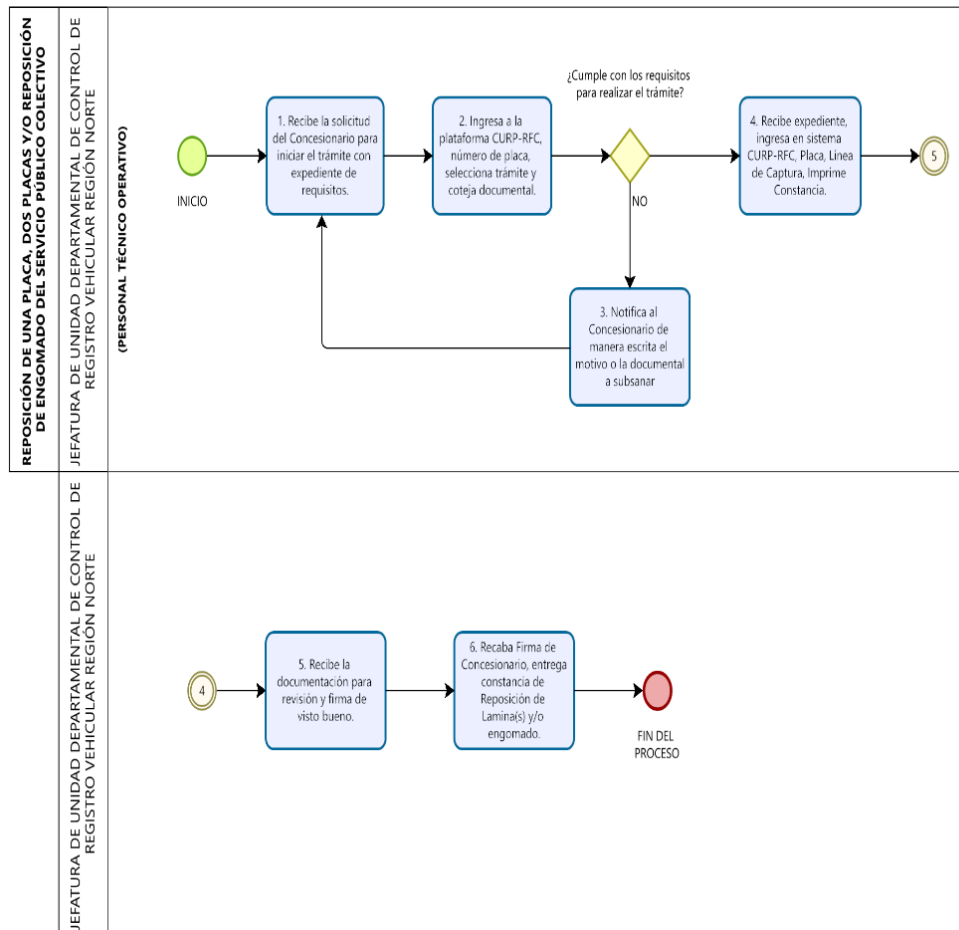 REPOSICIÓN DE UNA PLACA, DOS PLACAS Y/O REPOSICIÓN
DE ENGOMADO DEL SERVICIO PÚBLICO COLECTIVO
JEFATURA DE UNIDAD DEPARTAMENTAL DE CONTROL DE
REGISTRO VEHICULAR REGIÓN NORTE
(PERSONAL TÉCNICO OPERATIVO)
INICIO
1. Recibe la solicitud
del Concesionario para
iniciar el trámite con
expediente de
requisitos.
2. Ingresa a la
plataforma CURP-RFC,
número de placa,
selecciona trámite y
coteja documental.
¿Cumple con los requisitos
para realizar el trámite?
NO
3. Notifica al
Concesionario de
manera escrita el
motivo o la documental
a subsanar
4. Recibe expediente,
ingresa en sistema
CURP-RFC, Placa, Línea
de Captura, Imprime
Constancia.
5
JEFATURA DE UNIDAD DEPARTAMENTAL DE CONTROL DE
REGISTRO VEHICULAR REGIÓN NORTE
4
5. Recibe la
documentación para
revisión y firma de
visto bueno.
6. Recaba Firma de
Concesionario, entrega
constancia de
Reposición de
Lamina(s) y/o
engomado.
FIN DEL
PROCESO